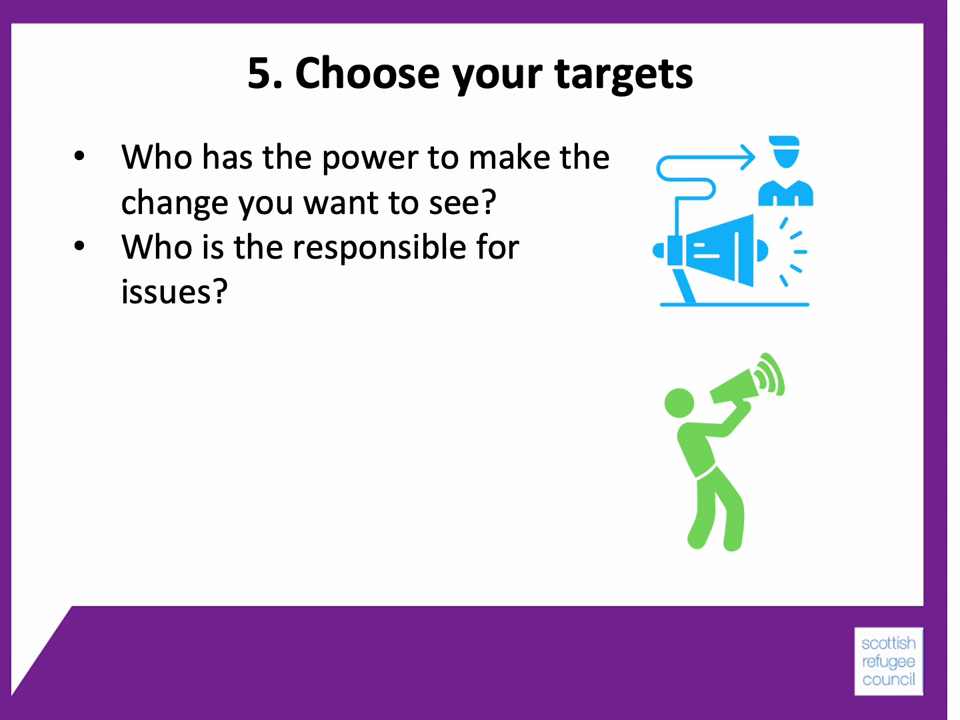 5. Choose your targets
• Who has the power to make the
change you want to see?
• Who is the responsible for
issues?
scottish
refugee
council